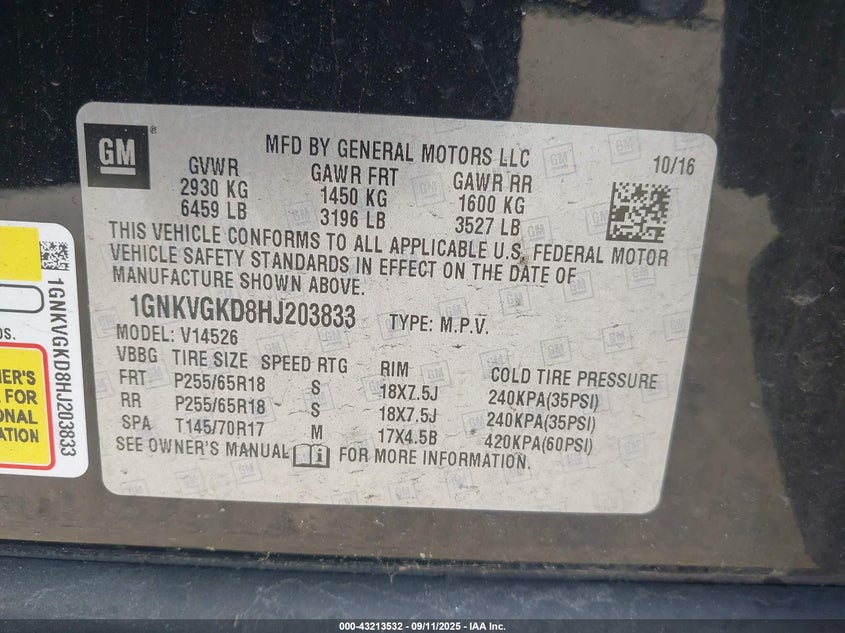 GM
MFD BY GENERAL MOTORS LLC
10/16
GVWR GAWR FRT GAWR RR
2930 KG 1450 KG 1600 KG
6459 LB 3196 LB 3527 LB
THIS VEHICLE CONFORMS TO ALL APPLICABLE U.S. FEDERAL MOTOR
VEHICLE SAFETY STANDARDS IN EFFECT ON THE DATE OF
MANUFACTURE SHOWN ABOVE.
1GNKVGKD8HJ203833 TYPE: M.P.V.
MODEL: V14526
VBBG TIRE SIZE SPEED RTG RIM COLD TIRE PRESSURE
FRT P255/65R18 S 18X7.5J 240KPA(35PSI)
RR P255/65R18 S 18X7.5J 240KPA(35PSI)
SPA T145/70R17 M 17X4.5B 420KPA(60PSI)
SEE OWNER'S MANUAL FOR MORE INFORMATION.
1GNKVGKD8HJ203833
FOR
000-43213532 - 09/11/2025 - IAA Inc.